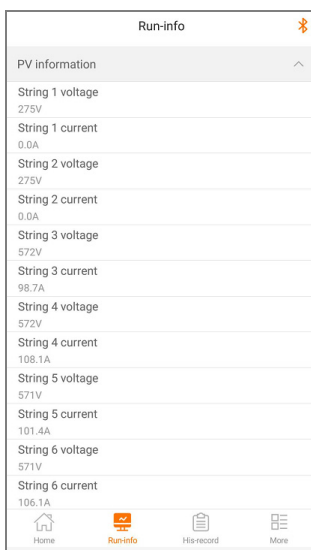 Run-info
PV information
String 1 voltage
275V
String 1 current
0.0A
String 2 voltage
275V
String 2 current
0.0A
String 3 voltage
572V
String 3 current
98.7A
String 4 voltage
572V
String 4 current
108.1A
String 5 voltage
571V
String 5 current
101.4A
String 6 voltage
571V
String 6 current
106.1A
Home Run-info His-record More